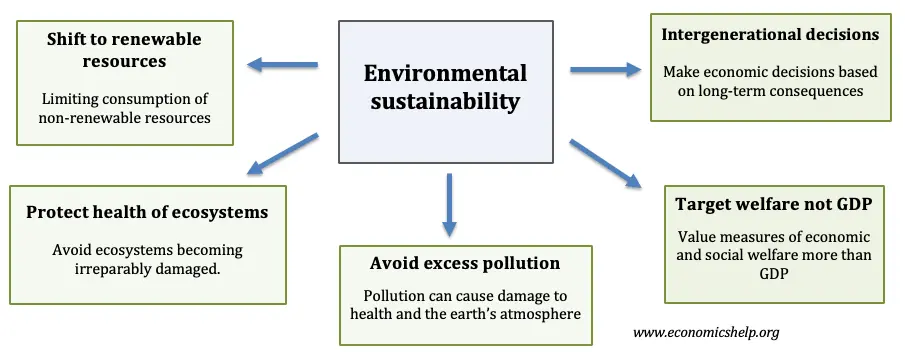 Shift to renewable
resources
Limiting consumption of
non-renewable resources
Environmental
sustainability
Intergenerational decisions
Make economic decisions based
on long-term consequences
Protect health of ecosystems
Avoid ecosystems becoming
irreparably damaged.
Avoid excess pollution
Pollution can cause damage to
health and the earth's atmosphere
Target welfare not GDP
Value measures of economic
and social welfare more than
GDP
www.economicshelp.org